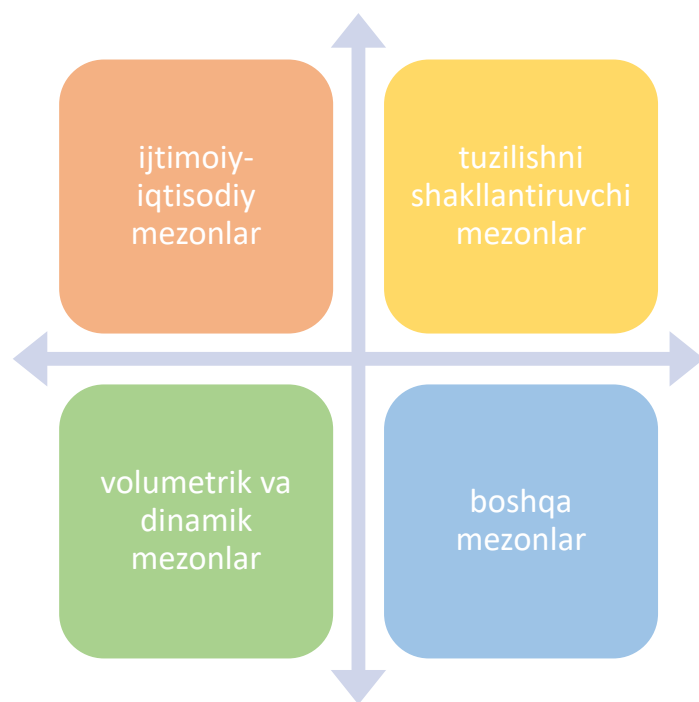 ijtimoiy-
iqtisodiy
mezonlar
tuzilishni
shakllantiruvchi
mezonlar
volumetrik va
dinamik
mezonlar
boshqa
mezonlar